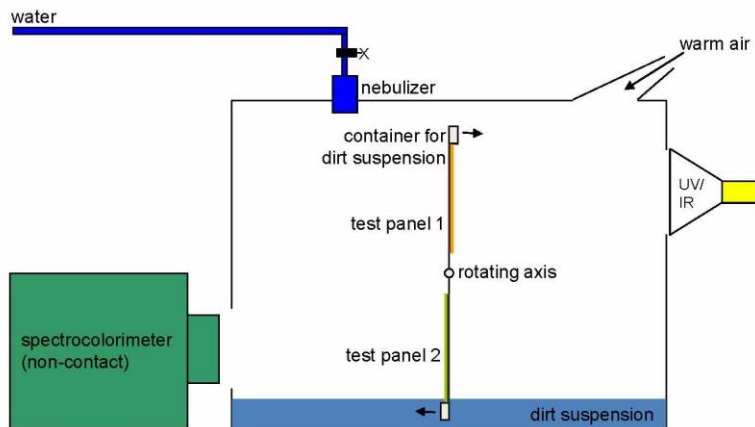 water
X
nebulizer
warm air
container for
dirt suspension
UV/
IR
test panel 1
rotating axis
spectrocolorimeter
(non-contact)
test panel 2
dirt suspension